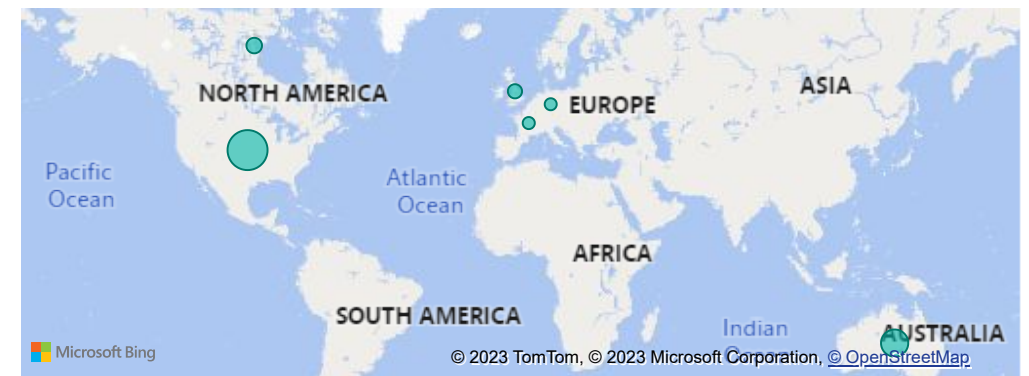 NORTH AMERICA
ASIA
EUROPE
Pacific
Ocean
Atlantic
Ocean
AFRICA
SOUTH AMERICA
Indian
AUSTRALIA
Microsoft Bing
© 2023 TomTom, © 2023 Microsoft Corporation, © OpenStreetMap